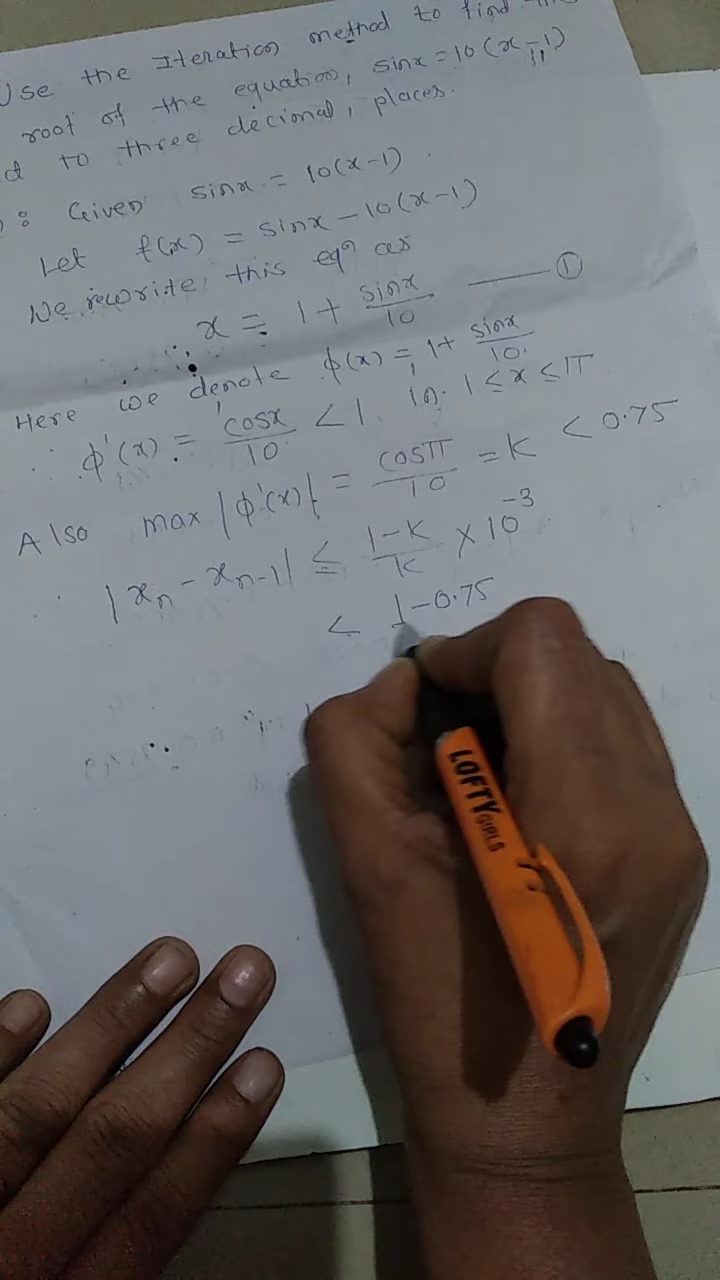 Use the Iteration method to find
root of the equation, sinx = 10(x-1)
to three decimal, places.
Given sinx = 10(x-1).
Let f(x) = sinx - 10(x-1)
We rewrite this eqn as
∴ x = 1 + sinx/10 —— ①
Here we denote ϕ(x) = 1 + sinx/10.
∴ ϕ'(x) = cosx/10 < 1 in 1 ≤ x ≤ π
Also max |ϕ'(x)| = cosπ/10 = K < 0.75
∴ |xn - xn-1| ≤ 1-K/K × 10^-3
< 1-0.75
LOFTY GIRLS